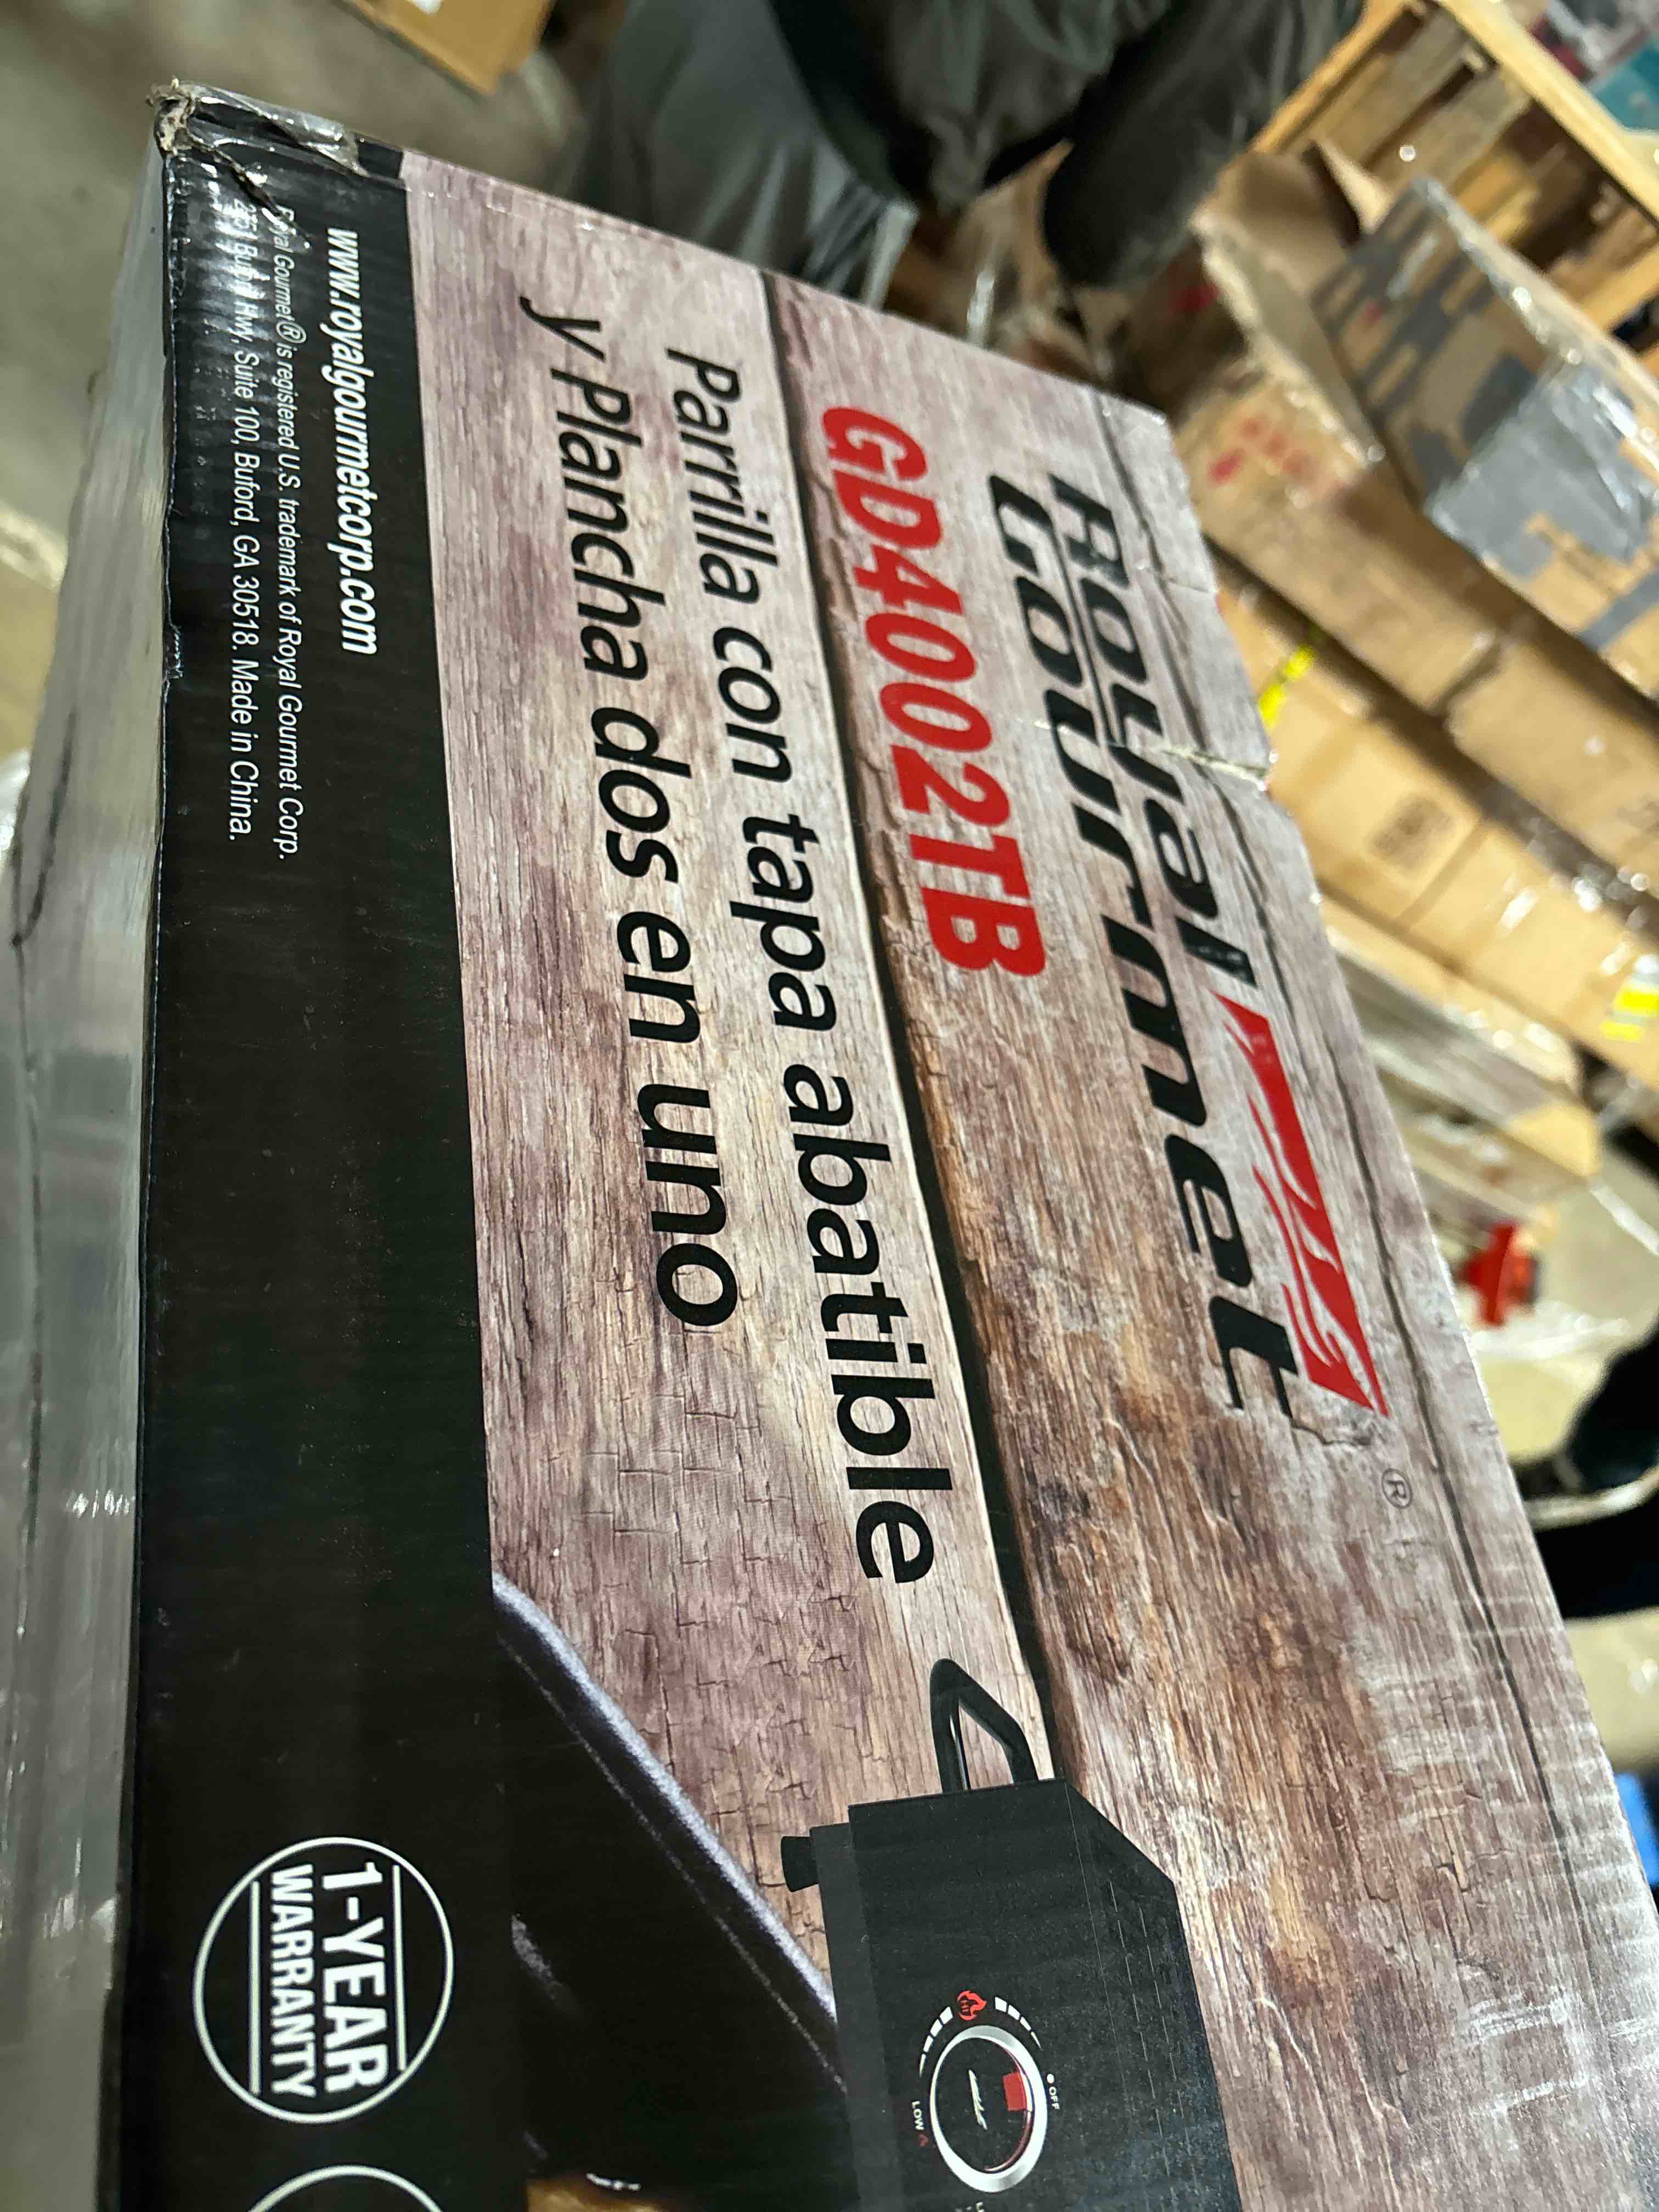 Royal
Gourmet
®
GD4002TB
Parrilla con tapa abatible
y Plancha dos en uno
www.royalgourmetcorp.com
Royal Gourmet® is registered U.S. trademark of Royal Gourmet Corp.
Hwy, Suite 100, Buford, GA 30518. Made in China.
1-YEAR
WARRANTY
OFF
HI
LOW